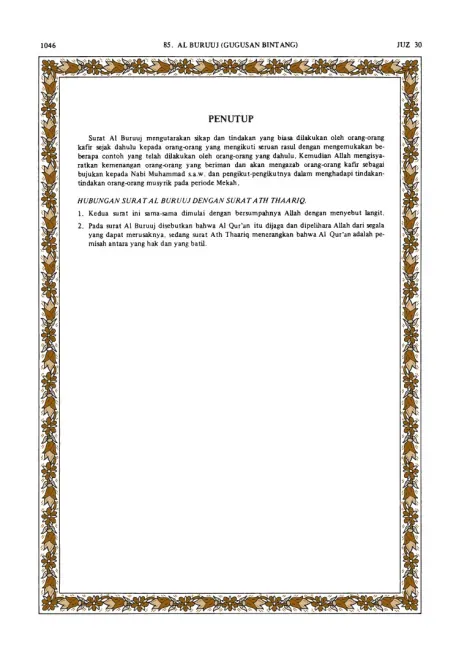 1046 85. AL BURUUJ (GUGUSAN BINTANG) JUZ 30
PENUTUP
Surat Al Buruuj mengutarakan sikap dan tindakan yang biasa dilakukan oleh orang-orang
kafir sejak dahulu kepada orang-orang yang mengikuti seruan rasul dengan mengemukakan be-
berapa contoh yang telah dilakukan oleh orang-orang yang dahulu. Kemudian Allah mengisya-
ratkan kemenangan orang-orang yang beriman dan akan mengazab orang-orang kafir sebagai
bujukan kepada Nabi Muhammad s.a.w. dan pengikut-pengikutnya dalam menghadapi tindakan-
tindakan orang-orang musyrik pada periode Mekah.
HUBUNGAN SURAT AL BURUUJ DENGAN SURAT ATH THAARIQ.
1. Kedua surat ini sama-sama dimulai dengan bersumpahnya Allah dengan menyebut langit.
2. Pada surat Al Buruuj disebutkan bahwa Al Qur'an itu dijaga dan dipelihara Allah dari segala
yang dapat merusaknya, sedang surat Ath Thaariq menerangkan bahwa Al Qur'an adalah pe-
misah antara yang hak dan yang batil.